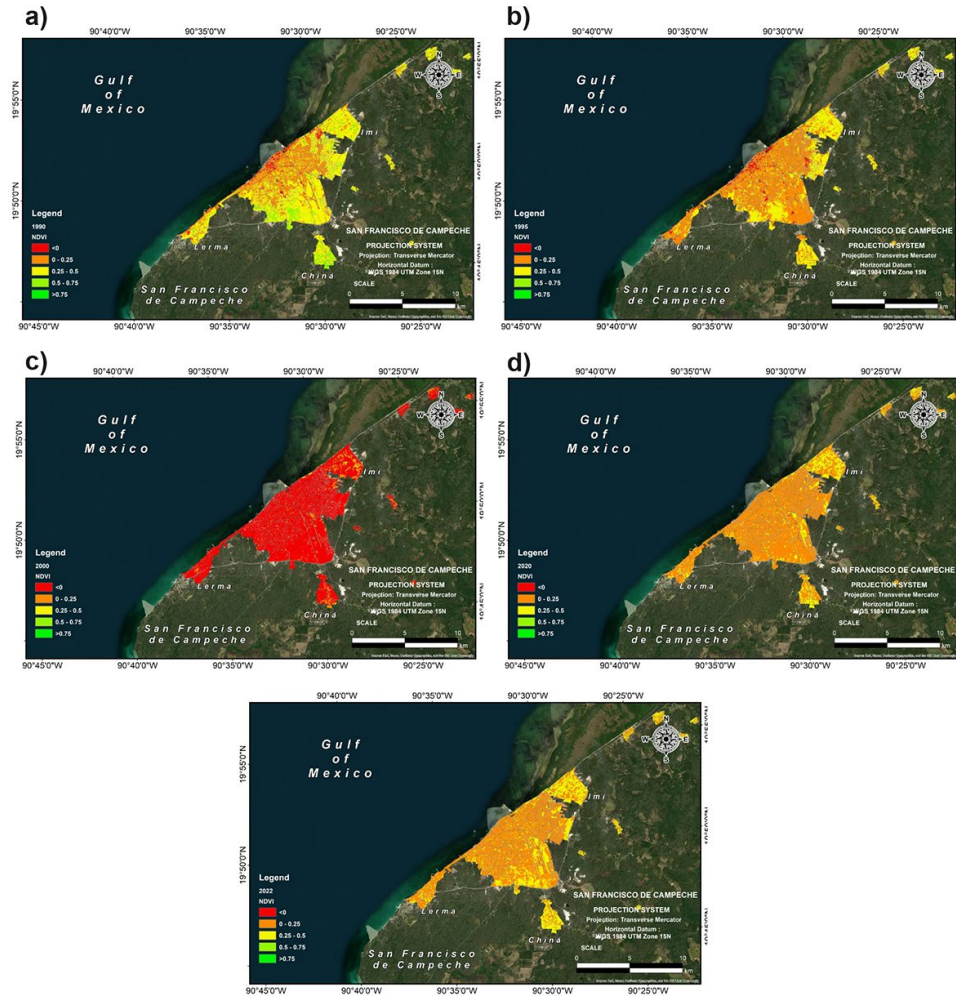 a)
90°40'0"W 90°35'0"W 90°30'0"W 90°25'0"W
19°55'0"N
19°50'0"N
Gulf
of
Mexico
N
W E
S
Imi
Lerma
Chiná
San Francisco
de Campeche
Legend
1990
NDVI
<0
0 - 0.25
0.25 - 0.5
0.5 - 0.75
>0.75
SAN FRANCISCO DE CAMPECHE
PROJECTION SYSTEM
Projection: Transverse Mercator
Horizontal Datum :
WGS 1984 UTM Zone 15N
SCALE
0 5 10
km
90°45'0"W 90°40'0"W 90°35'0"W 90°30'0"W
b)
90°40'0"W 90°35'0"W 90°30'0"W 90°25'0"W
19°55'0"N
19°50'0"N
Gulf
of
Mexico
N
W E
S
Imi
Lerma
Chiná
San Francisco
de Campeche
Legend
1995
NDVI
<0
0 - 0.25
0.25 - 0.5
0.5 - 0.75
>0.75
SAN FRANCISCO DE CAMPECHE
PROJECTION SYSTEM
Projection: Transverse Mercator
Horizontal Datum :
WGS 1984 UTM Zone 15N
SCALE
0 5 10
km
90°45'0"W 90°40'0"W 90°35'0"W 90°30'0"W 90°25'0"W
c)
90°40'0"W 90°35'0"W 90°30'0"W 90°25'0"W
19°55'0"N
19°50'0"N
Gulf
of
Mexico
N
W E
S
Imi
Lerma
Chiná
San Francisco
de Campeche
Legend
2000
NDVI
<0
0 - 0.25
0.25 - 0.5
0.5 - 0.75
>0.75
SAN FRANCISCO DE CAMPECHE
PROJECTION SYSTEM
Projection: Transverse Mercator
Horizontal Datum :
WGS 1984 UTM Zone 15N
SCALE
0 5 10
km
90°45'0"W 90°40'0"W 90°35'0"W 90°30'0"W 90°25'0"W
d)
90°40'0"W 90°35'0"W 90°30'0"W 90°25'0"W
19°55'0"N
19°50'0"N
Gulf
of
Mexico
N
W E
S
Imi
Lerma
Chiná
San Francisco
de Campeche
Legend
2020
NDVI
<0
0 - 0.25
0.25 - 0.5
0.5 - 0.75
>0.75
SAN FRANCISCO DE CAMPECHE
PROJECTION SYSTEM
Projection: Transverse Mercator
Horizontal Datum :
WGS 1984 UTM Zone 15N
SCALE
0 5 10
km
90°45'0"W 90°40'0"W 90°35'0"W 90°30'0"W 90°25'0"W
90°40'0"W 90°35'0"W 90°30'0"W 90°25'0"W
19°55'0"N
19°50'0"N
Gulf
of
Mexico
N
W E
S
Imi
Lerma
Chiná
San Francisco
de Campeche
Legend
2022
NDVI
<0
0 - 0.25
0.25 - 0.5
0.5 - 0.75
>0.75
SAN FRANCISCO DE CAMPECHE
PROJECTION SYSTEM
Projection: Transverse Mercator
Horizontal Datum :
WGS 1984 UTM Zone 15N
SCALE
0 5 10
km
90°45'0"W 90°40'0"W 90°35'0"W 90°30'0"W 90°25'0"W